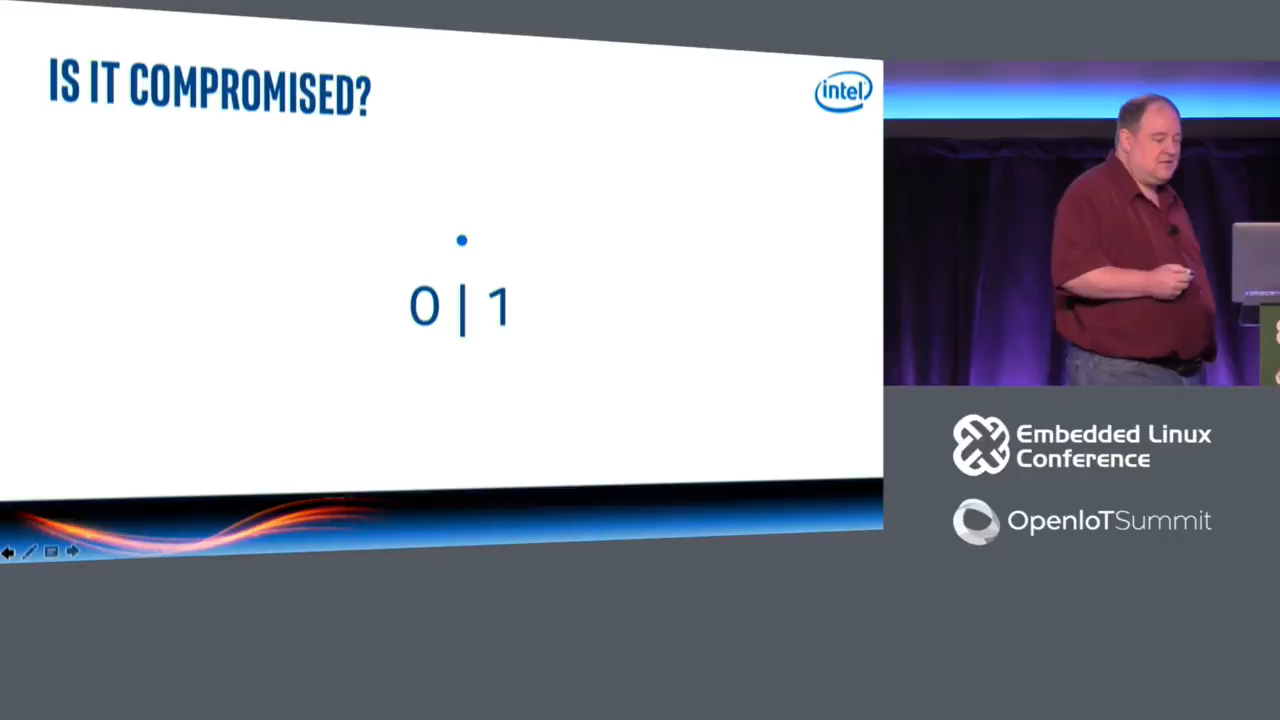 IS IT COMPROMISED?
intel
•
0 | 1
Embedded Linux
Conference
OpenIoTSummit